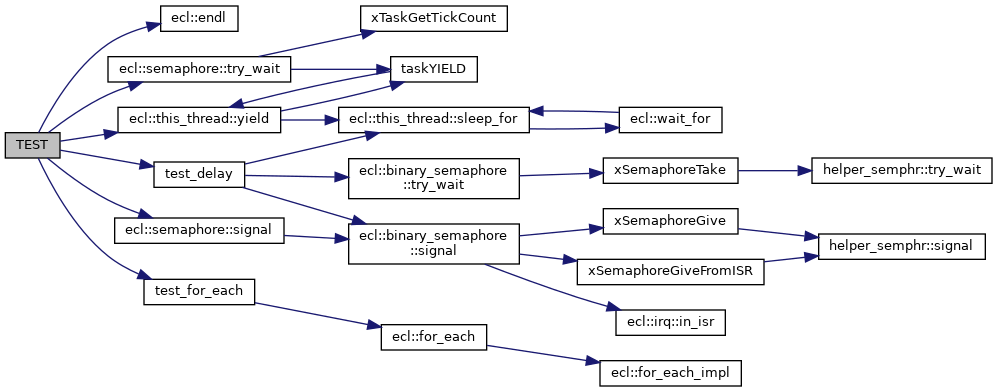 ecl::endl
xTaskGetTickCount
ecl::semaphore::try_wait
taskYIELD
ecl::this_thread::yield
ecl::this_thread::sleep_for
ecl::wait_for
TEST
test_delay
ecl::binary_semaphore
::try_wait
xSemaphoreTake
helper_semphr::try_wait
ecl::semaphore::signal
ecl::binary_semaphore
::signal
xSemaphoreGive
helper_semphr::signal
xSemaphoreGiveFromISR
test_for_each
ecl::irq::in_isr
ecl::for_each
ecl::for_each_impl